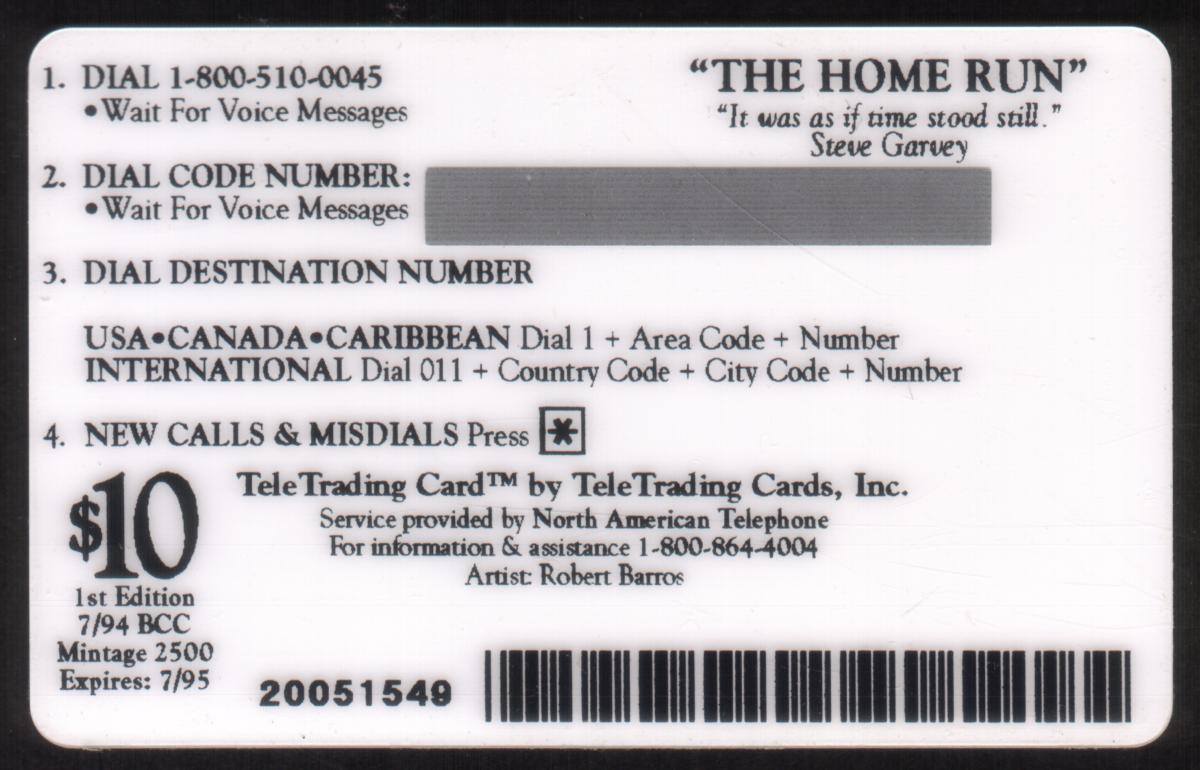 1. DIAL 1-800-510-0045
•Wait For Voice Messages
"THE HOME RUN"
"It was as if time stood still."
Steve Garvey
2. DIAL CODE NUMBER:
•Wait For Voice Messages
3. DIAL DESTINATION NUMBER
USA•CANADA•CARIBBEAN Dial 1 + Area Code + Number
INTERNATIONAL Dial 011 + Country Code + City Code + Number
4. NEW CALLS & MISDIALS Press *
$10
1st Edition
7/94 BCC
Mintage 2500
Expires: 7/95
TeleTrading Card™ by TeleTrading Cards, Inc.
Service provided by North American Telephone
For information & assistance 1-800-864-4004
Artist: Robert Barros
20051549